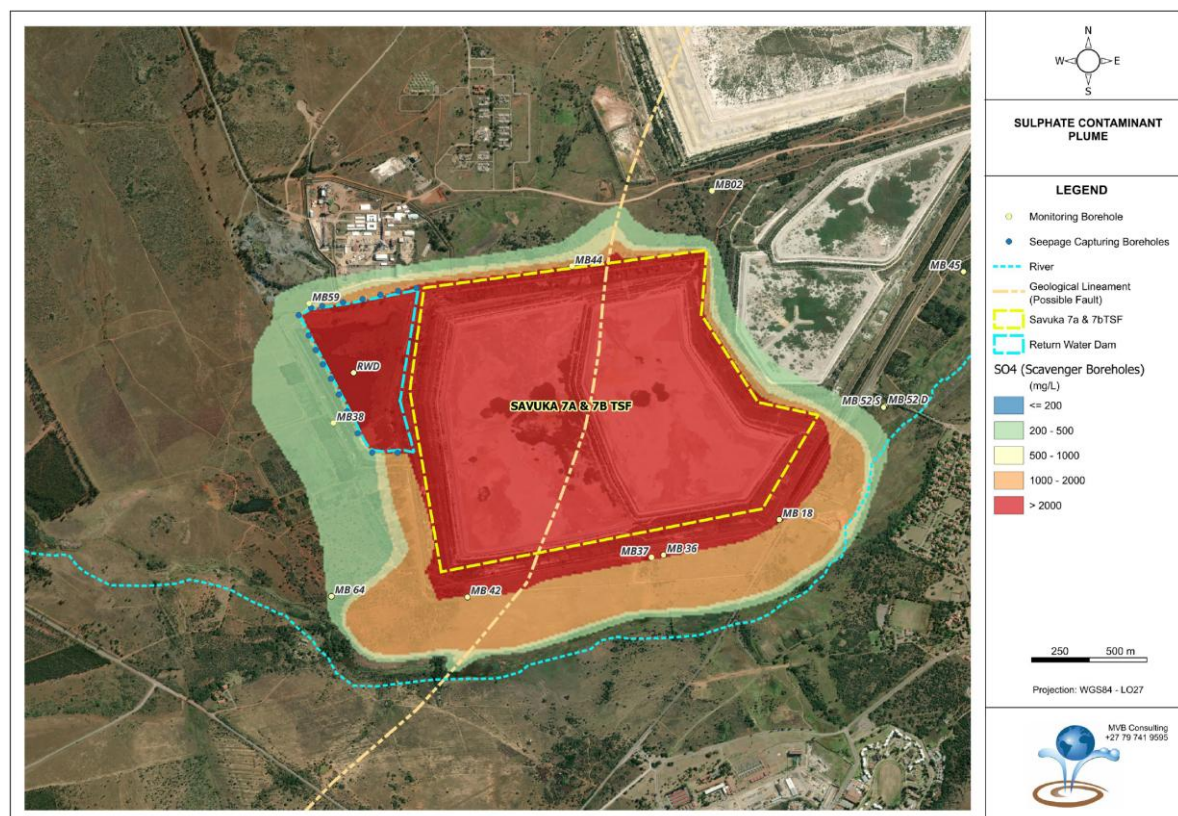 MB02
MB 45
MB44
MB59
RWD
MB38
SAVUKA 7A & 7B TSF
MB 52 S
MB 52 D
MB 18
MB37
MB 36
MB 64
MB 42
N
W
E
S
SULPHATE CONTAMINANT
PLUME
LEGEND
Monitoring Borehole
Seepage Capturing Boreholes
River
Geological Lineament
(Possible Fault)
Savuka 7a & 7bTSF
Return Water Dam
SO4 (Scavenger Boreholes)
(mg/L)
<= 200
200 - 500
500 - 1000
1000 - 2000
> 2000
250 500 m
Projection: WGS84 - LO27
MVB Consulting
+27 79 741 9595